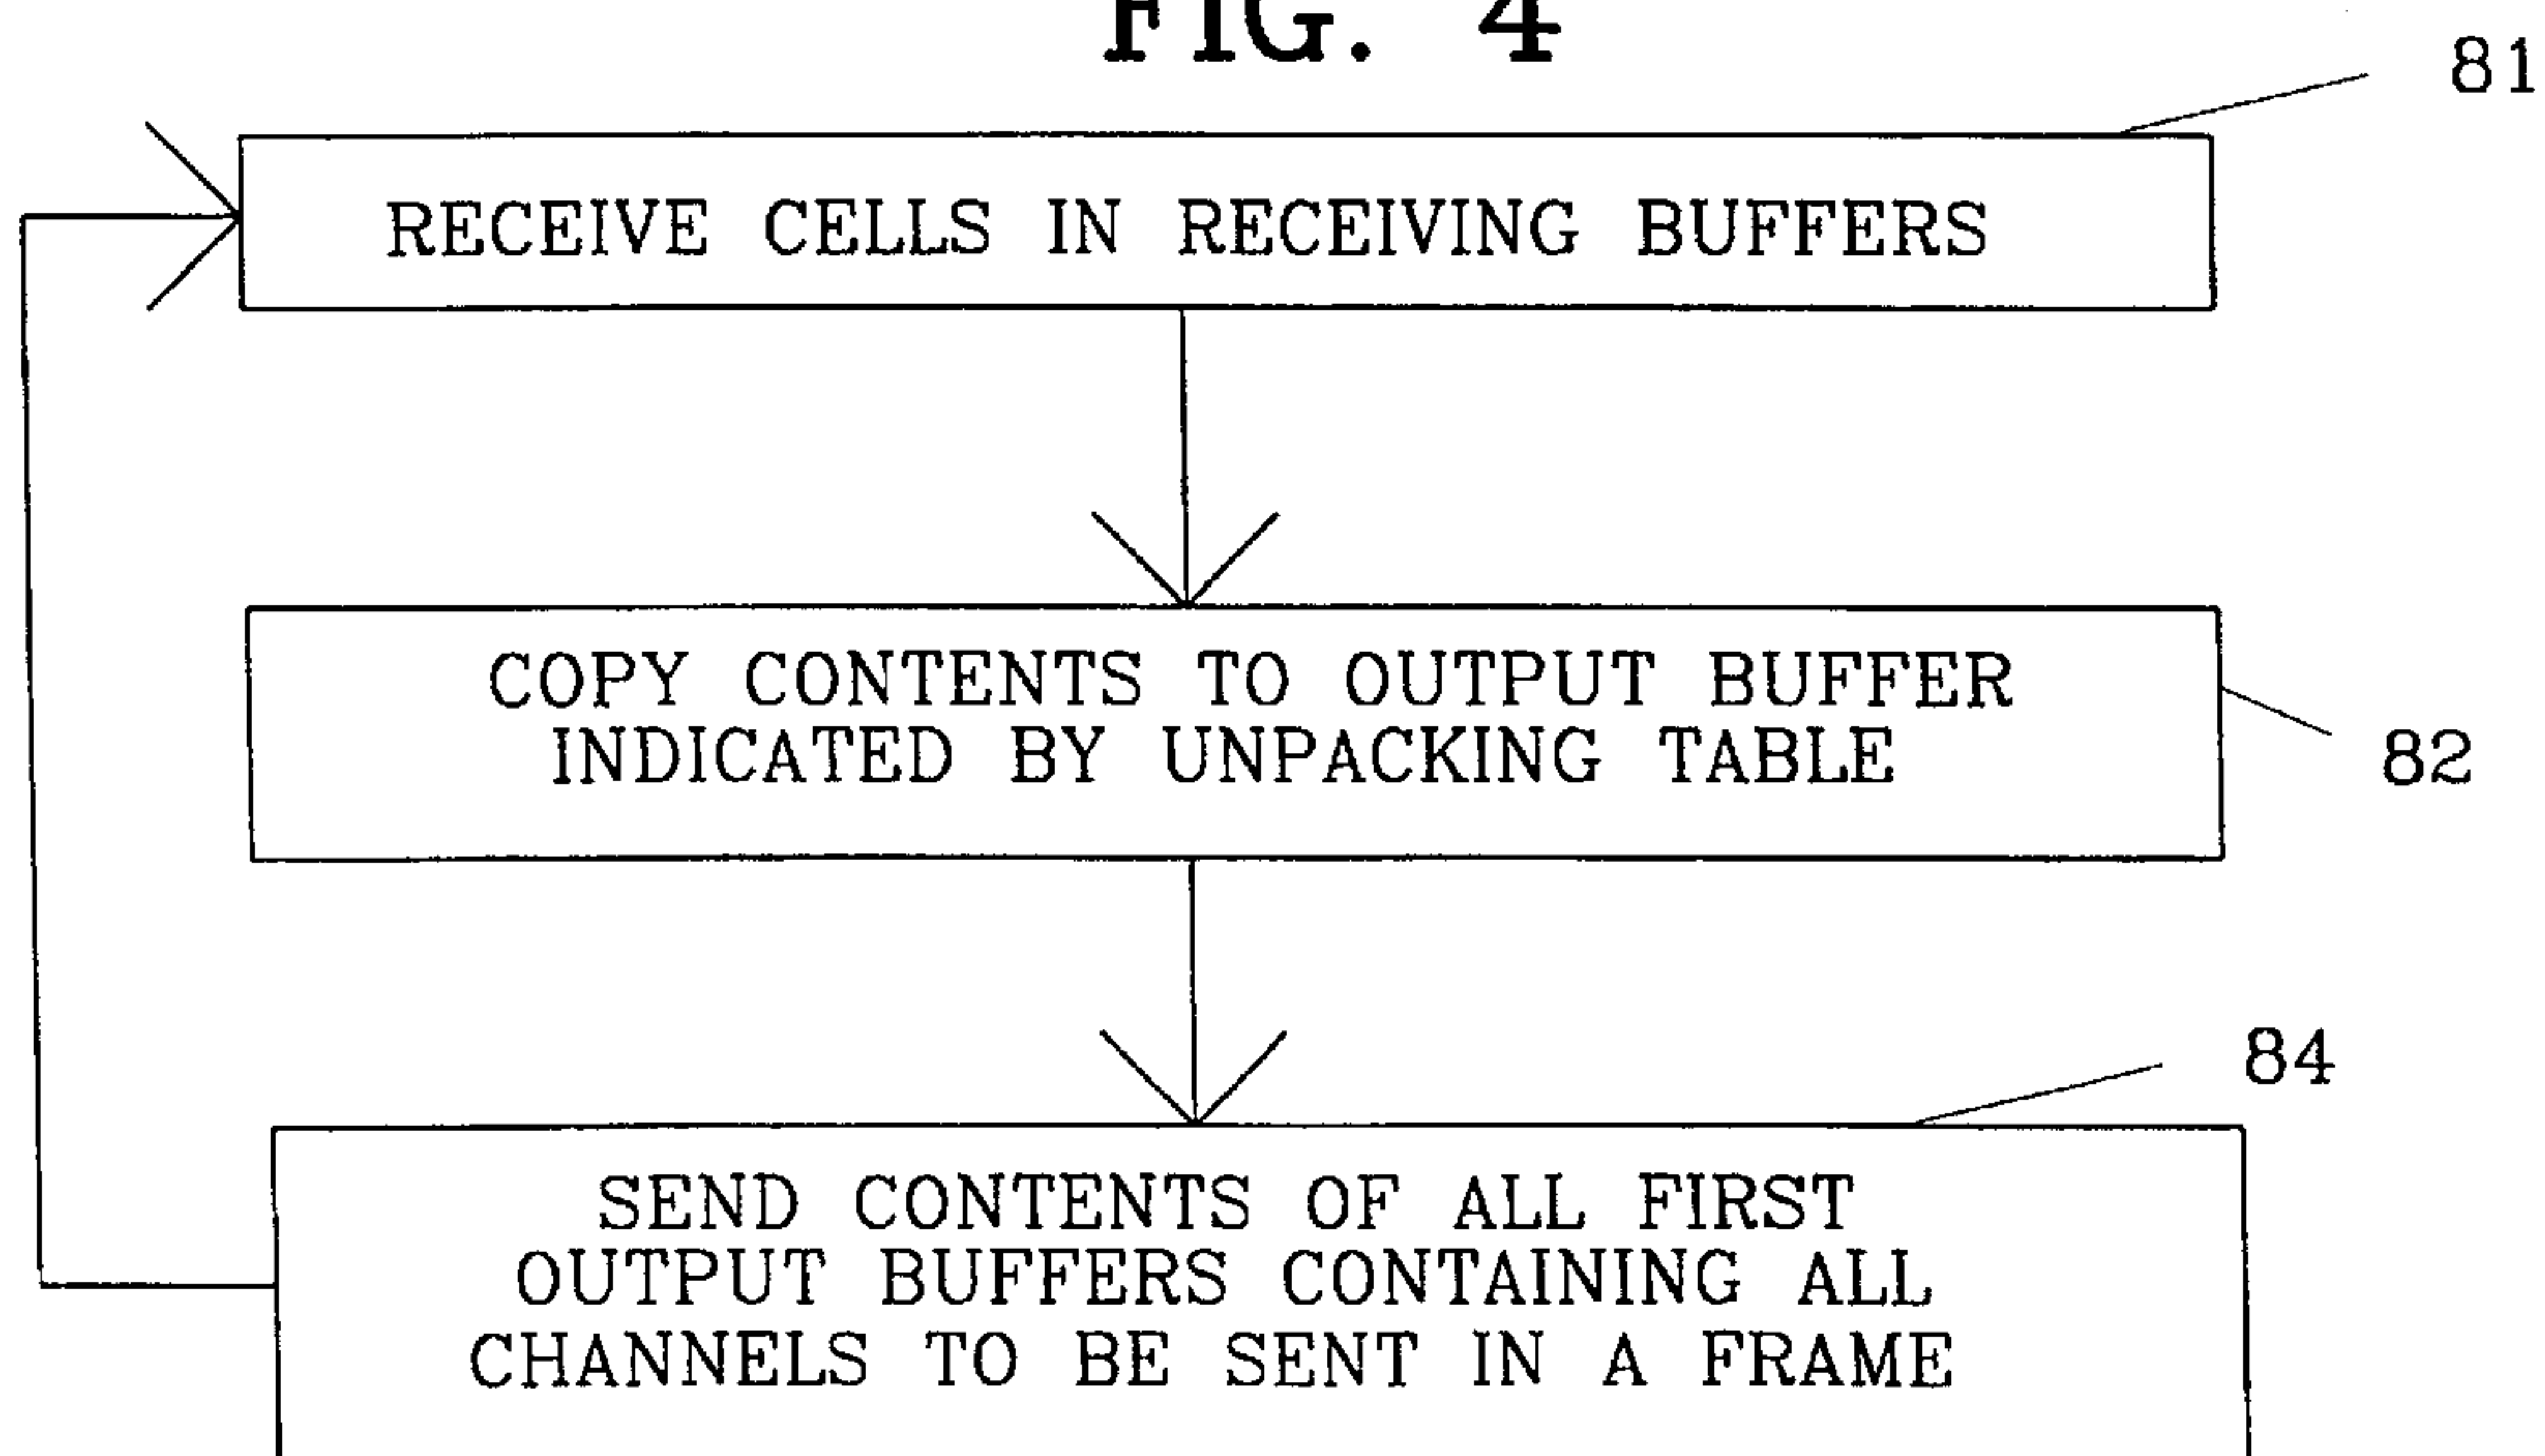 FIG. 4
81
RECEIVE CELLS IN RECEIVING BUFFERS
COPY CONTENTS TO OUTPUT BUFFER
INDICATED BY UNPACKING TABLE
82
84
SEND CONTENTS OF ALL FIRST
OUTPUT BUFFERS CONTAINING ALL
CHANNELS TO BE SENT IN A FRAME